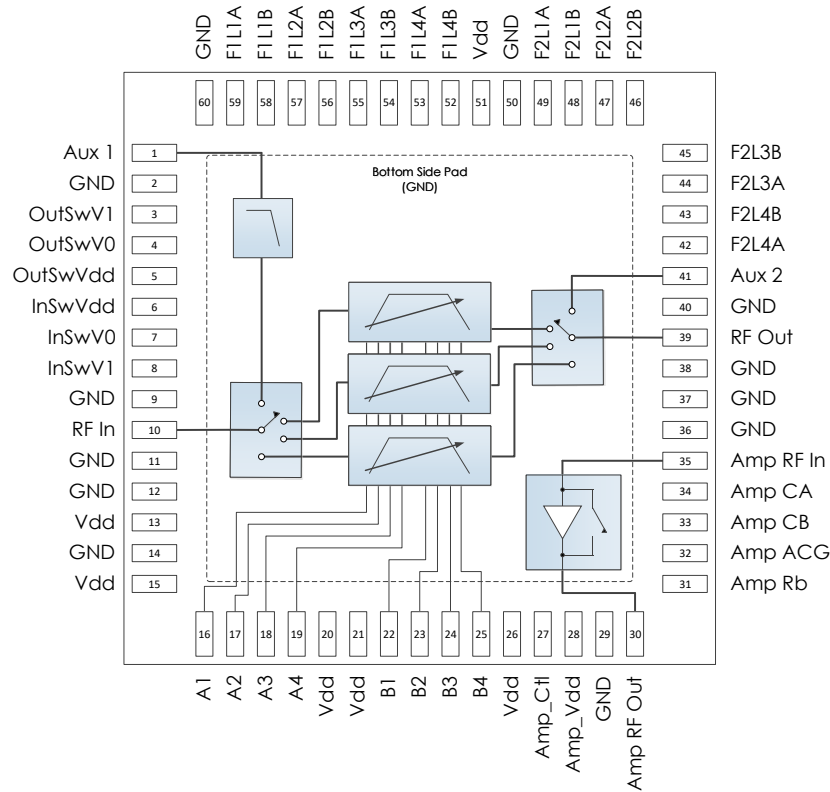 GND
F1L1A
F1L1B
F1L2A
F1L2B
F1L3A
F1L3B
F1L4A
F1L4B
Vdd
GND
F2L1A
F2L1B
F2L2A
F2L2B
60
59
58
57
56
55
54
53
52
51
50
49
48
47
46
Aux 1
1
GND
2
OutSwV1
3
OutSwV0
4
OutSwVdd
5
InSwVdd
6
InSwV0
7
InSwV1
8
GND
9
RF In
10
GND
11
GND
12
Vdd
13
GND
14
Vdd
15
Bottom Side Pad
(GND)
45
F2L3B
44
F2L3A
43
F2L4B
42
F2L4A
41
Aux 2
40
GND
39
RF Out
38
GND
37
GND
36
GND
35
Amp RF In
34
Amp CA
33
Amp CB
32
Amp ACG
31
Amp Rb
16
17
18
19
20
21
22
23
24
25
26
27
28
29
30
A1
A2
A3
A4
Vdd
Vdd
B1
B2
B3
B4
Vdd
Amp_Ctl
Amp_Vdd
GND
Amp RF Out